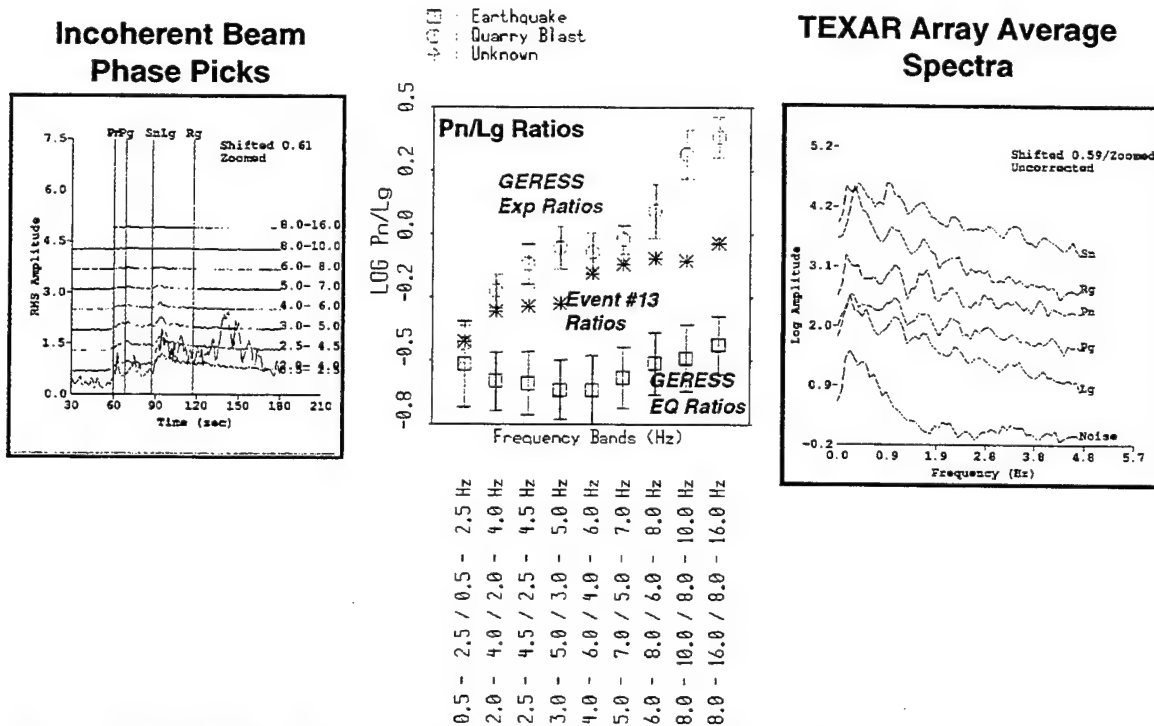 Incoherent Beam
Phase Picks
Pg
Sn
Lg
Rg
Shifted 0.61
Zoomed
7.5
6.0
4.5
3.0
1.5
0.0
RMS Amplitude
8.0-16.0
8.0-10.0
6.0- 8.0
5.0- 7.0
4.0- 6.0
3.0- 5.0
2.5- 4.5
30 60 90 120 150 180 210
Time (sec)
: Earthquake
: Quarry Blast
: Unknown
Pn/Lg Ratios
0.5
0.2
0.0
-0.2
-0.5
-0.8
LOG Pn/Lg
GERESS
Exp Ratios
Event #13
Ratios
GERESS
EQ Ratios
Frequency Bands (Hz)
0.5 - 2.5 / 0.5 - 2.5 Hz
2.0 - 4.0 / 2.0 - 4.0 Hz
2.5 - 4.5 / 2.5 - 4.5 Hz
3.0 - 5.0 / 3.0 - 5.0 Hz
4.0 - 6.0 / 4.0 - 6.0 Hz
5.0 - 7.0 / 5.0 - 7.0 Hz
6.0 - 8.0 / 6.0 - 8.0 Hz
8.0 - 10.0 / 8.0 - 10.0 Hz
8.0 - 16.0 / 8.0 - 16.0 Hz
TEXAR Array Average
Spectra
Shifted 0.59/Zoomed
Uncorrected
5.2-
4.2-
3.1-
2.0-
0.9-
-0.2
Log Amplitude
Sn
Rg
Pn
Pg
Lg
Noise
0.0 0.9 1.9 2.8 3.8 4.8 5.7
Frequency (Hz)